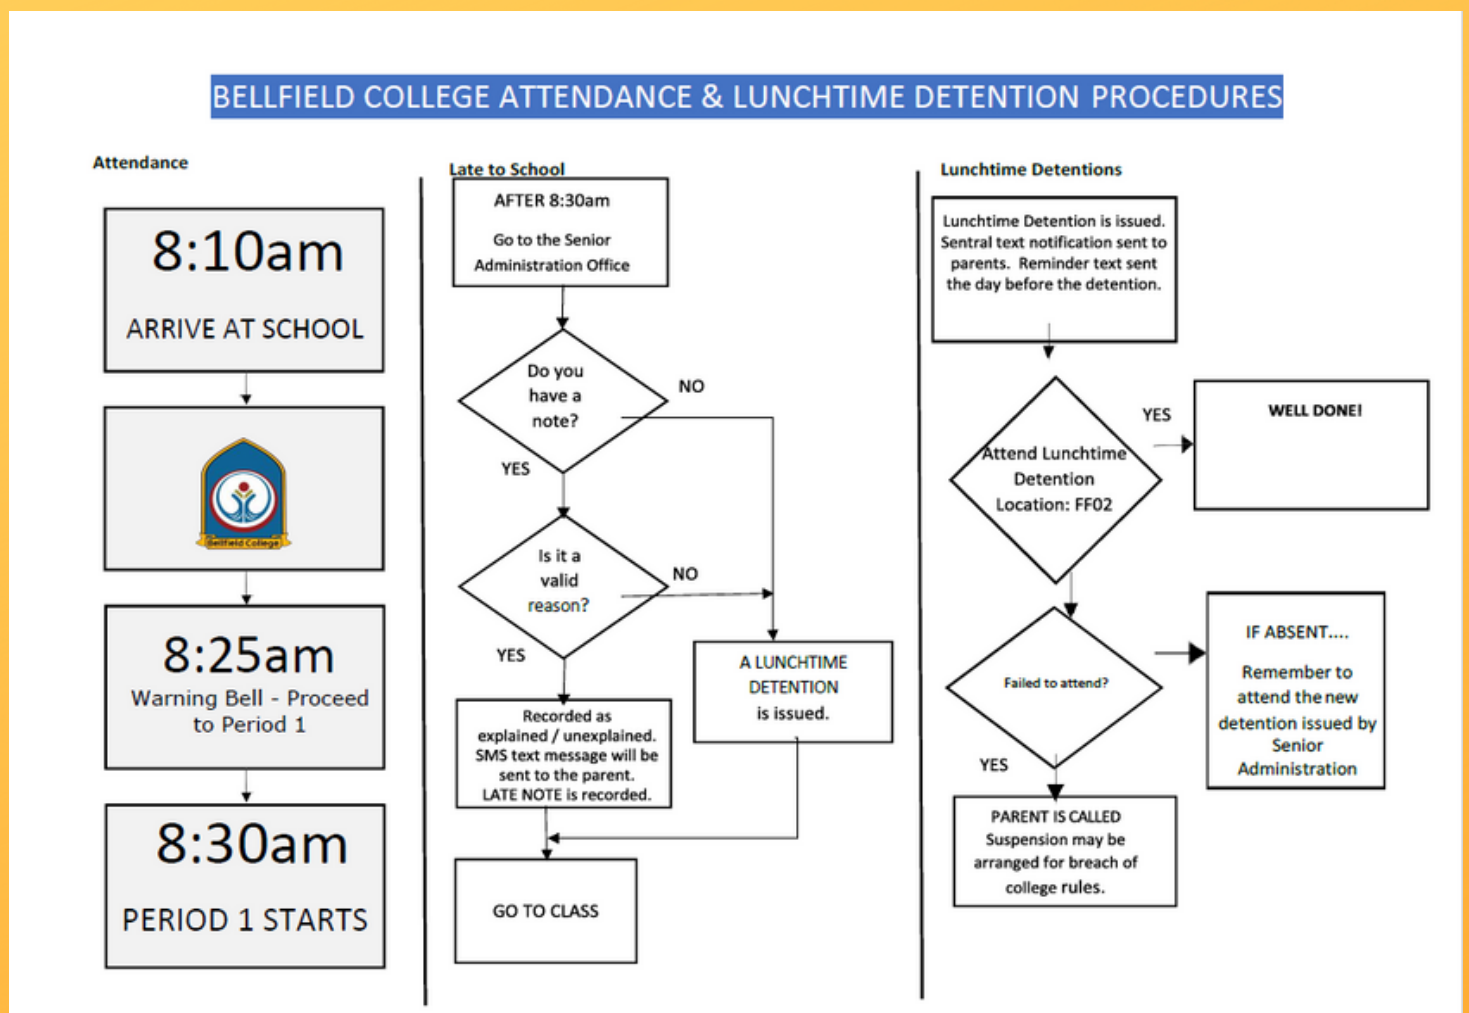 BELLFIELD COLLEGE ATTENDANCE & LUNCHTIME DETENTION PROCEDURES
Attendance
8:10am
ARRIVE AT SCHOOL
Bellfield College
8:25am
Warning Bell - Proceed
to Period 1
8:30am
PERIOD 1 STARTS
Late to School
AFTER 8:30am
Go to the Senior
Administration Office
Do you
have a
note?
NO
YES
Is it a
valid
reason?
NO
YES
A LUNCHTIME
DETENTION
is issued.
Recorded as
explained / unexplained.
SMS text message will be
sent to the parent.
LATE NOTE is recorded.
GO TO CLASS
Lunchtime Detentions
Lunchtime Detention is issued.
Sentral text notification sent to
parents. Reminder text sent
the day before the detention.
Attend Lunchtime
Detention
Location: FF02
YES
WELL DONE!
Failed to attend?
IF ABSENT....
Remember to
attend the new
detention issued by
Senior
Administration
YES
PARENT IS CALLED
Suspension may be
arranged for breach of
college rules.